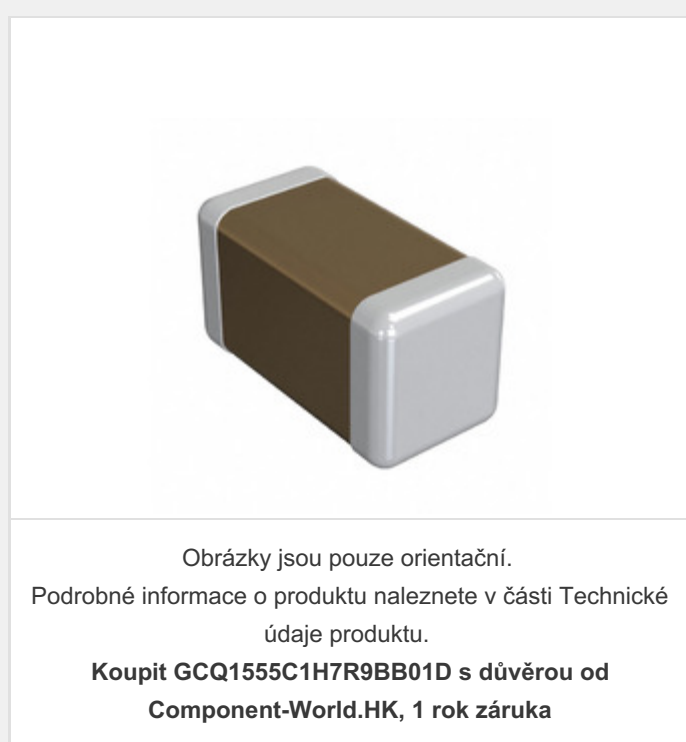 Obrázky jsou pouze orientační.
Podrobné informace o produktu naleznete v části Technické
údaje produktu.
Koupit GCQ1555C1H7R9BB01D s důvěrou od
Component-World.HK, 1 rok záruka